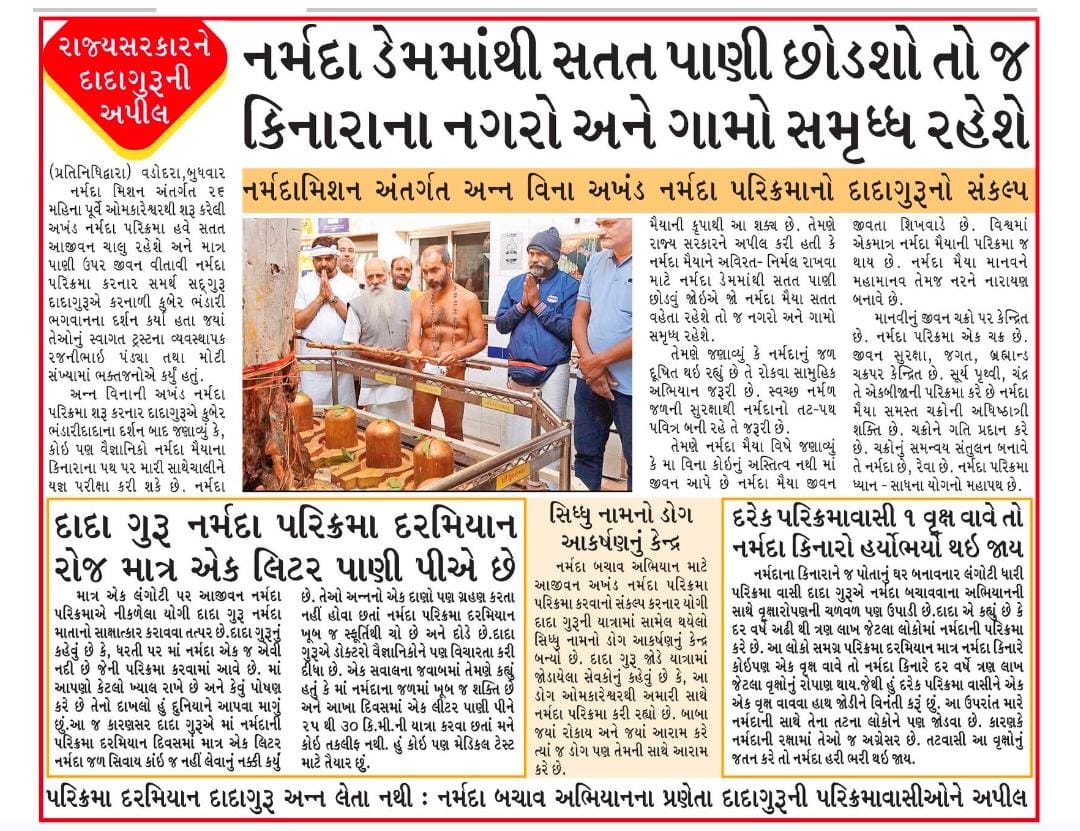 રાજ્યસરકારને
દાદાગુરૂની
અપીલ
નર્મદા ડેમમાંથી સતત પાણી છોડશો તો જ
કિનારાના નગરો અને ગામો સમૃધ્ધ રહેશે
નર્મદામિશન અંતર્ગત અન્ન વિના અખંડ નર્મદા પરિક્રમાનો દાદાગુરૂનો સંકલ્પ
(પ્રતિનિધિદ્વારા) વડોદરા,બુધવાર
નર્મદા મિશન અંતર્ગત ૨૬
મહિના પૂર્વે ઓમકારેશ્વરથી શરૂ કરેલી
અખંડ નર્મદા પરિક્રમા હવે સતત
આજીવન ચાલુ રહેશે અને માત્ર
પાણી ઉપર જીવન વીતાવી નર્મદા
પરિક્રમા કરનાર સમર્થ સદ્ગુરૂ
દાદાગુરૂએ કરનાળી કુબેર ભંડારી
ભગવાનના દર્શન કર્યા હતા જયાં
તેઓનું સ્વાગત ટ્રસ્ટના વ્યવસ્થાપક
રજનીભાઇ પંડ્યા તથા મોટી
સંખ્યામાં ભક્તજનોએ કર્યું હતું.
અન્ન વિનાની અખંડ નર્મદા
પરિક્રમા શરૂ કરનાર દાદાગુરૂએ કુબેર
ભંડારીદાદાના દર્શન બાદ જણાવ્યું કે,
કોઇ પણ વૈજ્ઞાનિકો નર્મદા મૈયાના
કિનારાના પથ પર મારી સાથેચાલીને
યજ્ઞ પરીક્ષા કરી શકે છે. નર્મદા
મૈયાની કૃપાથી આ શક્ય છે. તેમણે
રાજ્ય સરકારને અપીલ કરી હતી કે
નર્મદા મૈયાને અવિરત- નિર્મલ રાખવા
માટે નર્મદા ડેમમાંથી સતત પાણી
છોડવું જોઇએ જો નર્મદા મૈયા સતત
વહેતા રહેશે તો જ નગરો અને ગામો
સમૃધ્ધ રહેશે.
તેમણે જણાવ્યું કે નર્મદાનું જળ
દૂષિત થઇ રહ્યું છે તે રોકવા સામુહિક
અભિયાન જરૂરી છે. સ્વચ્છ નર્મળ
જળની સુરક્ષાથી નર્મદાનો તટ-પથ
પવિત્ર બની રહે તે જરૂરી છે.
તેમણે નર્મદા મૈયા વિષે જણાવ્યું
કે મા વિના કોઇનું અસ્તિત્વ નથી માં
જીવન આપે છે નર્મદા મૈયા જીવન
જીવતા શિખવાડે છે. વિશ્વમાં
એકમાત્ર નર્મદા મૈયાની પરિક્રમા જ
થાય છે. નર્મદા મૈયા માનવને
મહામાનવ તેમજ નરને નારાયણ
બનાવે છે.
માનવીનું જીવન ચક્રો પર કેન્દ્રિત
છે. નર્મદા પરિક્રમા એક ચક્ર છે.
જીવન સુરક્ષા, જગત, બ્રહ્માન્ડ
ચક્રપર કેન્દ્રિત છે. સૂર્ય પૃથ્વી, ચંદ્ર
તે એકબીજાની પરિક્રમા કરે છે નર્મદા
મૈયા સમસ્ત ચક્રોની અધિષ્ઠાત્રી
શક્તિ છે. ચક્રોને ગતિ પ્રદાન કરે
છે. ચક્રોનું સમન્વય સંતુલન બનાવે
તે નર્મદા છે, રેવા છે. નર્મદા પરિક્રમા
ધ્યાન - સાધના યોગનો મહાપથ છે.
દાદા ગુરૂ નર્મદા પરિક્રમા દરમિયાન
રોજ માત્ર એક લિટર પાણી પીએ છે
માત્ર એક લંગોટી પર આજીવન નર્મદા
પરિક્રમાએ નીકળેલા યોગી દાદા ગુરૂ નર્મદા
માતાનો સાક્ષાત્કાર કરાવવા તત્પર છે.દાદા ગુરૂનું
કહેવું છે કે, ધરતી પર માં નર્મદા એક જ એવી
નદી છે જેની પરિક્રમા કરવામાં આવે છે. માં
આપણો કેટલો ખ્યાલ રાખે છે અને કેવું પોષણ
કરે છે તેનો દાખલો હું દુનિયાને આપવા માગું
છું.આ જ કારણસર દાદા ગુરૂએ માં નર્મદાની
પરિક્રમા દરમિયાન દિવસમાં માત્ર એક લિટર
નર્મદા જળ સિવાય કાંઇ જ નહીં લેવાનું નક્કી કર્યું
છે. તેઓ અન્નનો એક દાણો પણ ગ્રહણ કરતા
નહીં હોવા છતાં નર્મદા પરિક્રમા દરમિયાન
ખૂબ જ સ્ફૂર્તિથી ચો છે અને દોડે છે.દાદા
ગુરૂએ ડોક્ટરો વૈજ્ઞાનિકોને પણ વિચારતા કરી
દીધા છે. એક સવાલના જવાબમાં તેમણે કહ્યું
હતું કે માં નર્મદાના જળમાં ખૂબ જ શક્તિ છે
અને આખા દિવસમાં એક લીટર પાણી પીને
૨૫ થી ૩૦ કિ.મી.ની યાત્રા કરવા છતાં મને
કોઇ તકલીફ નથી. હું કોઇ પણ મેડિકલ ટેસ્ટ
માટે તૈયાર છું.
સિધ્ધુ નામનો ડોગ
આકર્ષણનું કેન્દ્ર
નર્મદા બચાવ અભિયાન માટે
આજીવન અખંડ નર્મદા પરિક્રમા
પરિક્રમા કરવાનો સંકલ્પ કરનાર યોગી
દાદા ગુરૂની યાત્રામાં સામેલ થયેલો
સિધ્ધુ નામનો ડોગ આકર્ષણનું કેન્દ્ર
બન્યો છે. દાદા ગુરૂ જોડે યાત્રામાં
જોડાયેલા સેવકોનું કહેવું છે કે, આ
ડોગ ઓમકારેશ્વરથી અમારી સાથે
નર્મદા પરિક્રમા કરી રહ્યો છે. બાબા
જયાં રોકાય અને જયાં આરામ કરે
ત્યાં જ ડોગ પણ તેમની સાથે આરામ
કરે છે.
દરેક પરિક્રમાવાસી ૧ વૃક્ષ વાવે તો
નર્મદા કિનારો હર્યોભર્યો થઇ જાય
નર્મદાના કિનારાને જ પોતાનું ઘર બનાવનાર લંગોટી ધારી
પરિક્રમા વાસી દાદા ગુરૂએ નર્મદા બચાવવાના અભિયાનની
સાથે વૃક્ષારોપણની ચળવળ પણ ઉપાડી છે.દાદા એ કહ્યું છે કે
દર વર્ષે અઢી થી ત્રણ લાખ જેટલા લોકોમાં નર્મદાની પરિક્રમા
કરે છે. આ લોકો સમગ્ર પરિક્રમા દરમિયાન માત્ર નર્મદા કિનારે
કોઇપણ એક વૃક્ષ વાવે તો નર્મદા કિનારે દર વર્ષે ત્રણ લાખ
જેટલા વૃક્ષોનું રોપાણ થાય.જેથી હું દરેક પરિક્રમા વાસીને એક
એક વૃક્ષ વાવવા હાથ જોડીને વિનંતી કરૂં છું. આ ઉપરાંત મારે
નર્મદાની સાથે તેના તટના લોકોને પણ જોડવા છે. કારણકે
નર્મદાની રક્ષામાં તેઓ જ અગ્રેસર છે. તટવાસી આ વૃક્ષોનું
જતન કરે તો નર્મદા હરી ભરી થઇ જાય.
પરિક્રમા દરમિયાન દાદાગુરૂ અન્ન લેતા નથી : નર્મદા બચાવ અભિયાનના પ્રણેતા દાદાગુરૂની પરિક્રમાવાસીઓને અપીલ